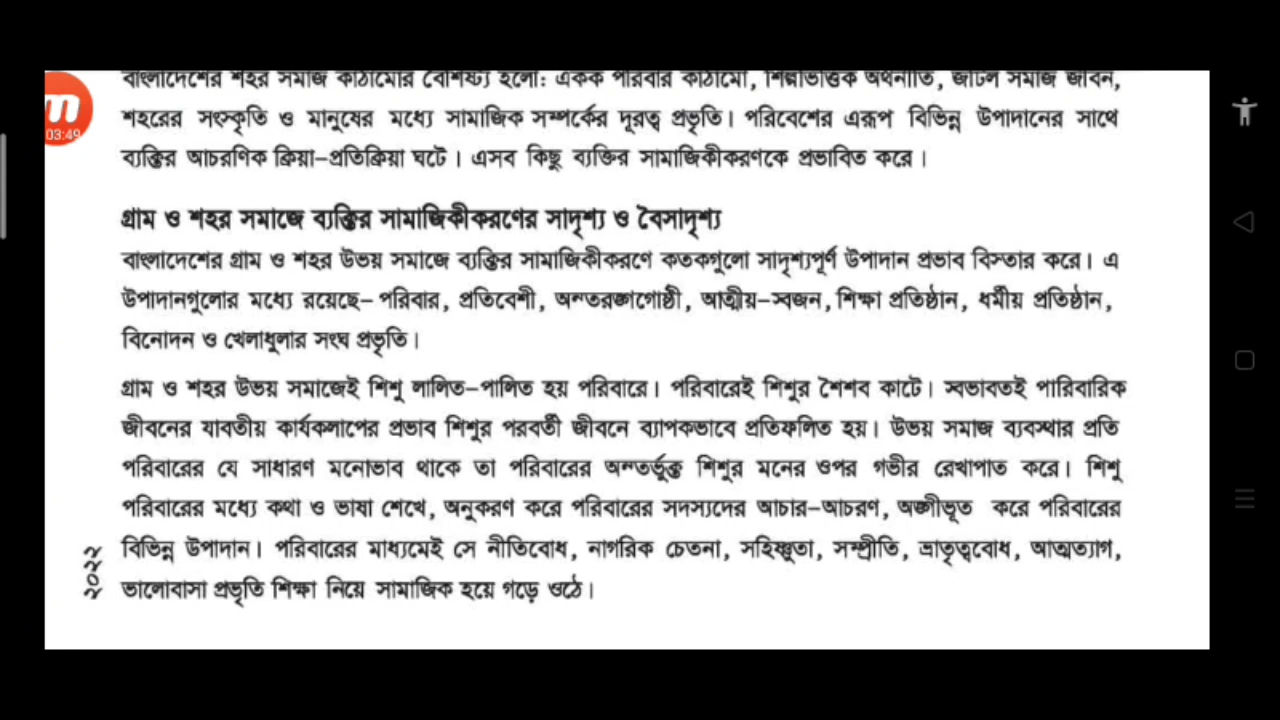 বাংলাদেশের শহর সমাজ কাঠামোর বৈশিষ্ট্য হলো: একক পরিবার কাঠামো, শিল্পভিত্তিক অর্থনীতি, জটিল সমাজ জীবন,
শহরের সংস্কৃতি ও মানুষের মধ্যে সামাজিক সম্পর্কের দূরত্ব প্রভৃতি। পরিবেশের এরূপ বিভিন্ন উপাদানের সাথে
03:49
ব্যক্তির আচরণিক ক্রিয়া-প্রতিক্রিয়া ঘটে। এসব কিছু ব্যক্তির সামাজিকীকরণকে প্রভাবিত করে।
গ্রাম ও শহর সমাজে ব্যক্তির সামাজিকীকরণের সাদৃশ্য ও বৈসাদৃশ্য
বাংলাদেশের গ্রাম ও শহর উভয় সমাজে ব্যক্তির সামাজিকীকরণে কতকগুলো সাদৃশ্যপূর্ণ উপাদান প্রভাব বিস্তার করে। এ
উপাদানগুলোর মধ্যে রয়েছে- পরিবার, প্রতিবেশী, অন্তরঙ্গগোষ্ঠী, আত্মীয়-স্বজন, শিক্ষা প্রতিষ্ঠান, ধর্মীয় প্রতিষ্ঠান,
বিনোদন ও খেলাধুলার সংঘ প্রভৃতি।
গ্রাম ও শহর উভয় সমাজেই শিশু লালিত-পালিত হয় পরিবারে। পরিবারেই শিশুর শৈশব কাটে। স্বভাবতই পারিবারিক
জীবনের যাবতীয় কার্যকলাপের প্রভাব শিশুর পরবর্তী জীবনে ব্যাপকভাবে প্রতিফলিত হয়। উভয় সমাজ ব্যবস্থার প্রতি
পরিবারের যে সাধারণ মনোভাব থাকে তা পরিবারের অন্তর্ভুক্ত শিশুর মনের ওপর গভীর রেখাপাত করে। শিশু
পরিবারের মধ্যে কথা ও ভাষা শেখে, অনুকরণ করে পরিবারের সদস্যদের আচার-আচরণ, অঙ্গীভূত করে পরিবারের
বিভিন্ন উপাদান। পরিবারের মাধ্যমেই সে নীতিবোধ, নাগরিক চেতনা, সহিষ্ণুতা, সম্প্রীতি, ভ্রাতৃত্ববোধ, আত্মত্যাগ,
ভালোবাসা প্রভৃতি শিক্ষা নিয়ে সামাজিক হয়ে গড়ে ওঠে।
২০২২